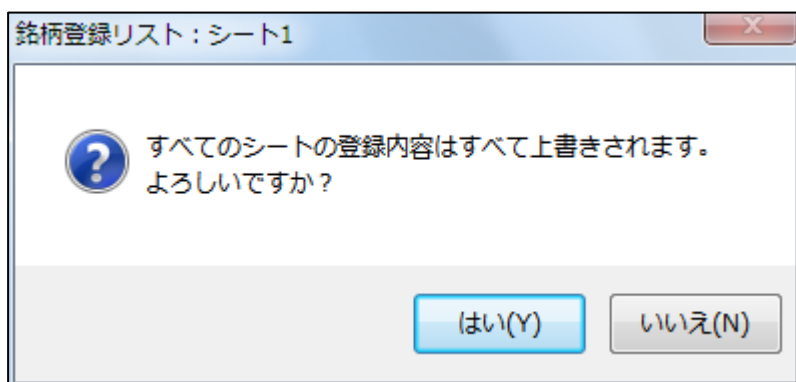 銘柄登録リスト：シート1
すべてのシートの登録内容はすべて上書きされます。
よろしいですか？
はい(Y)
いいえ(N)